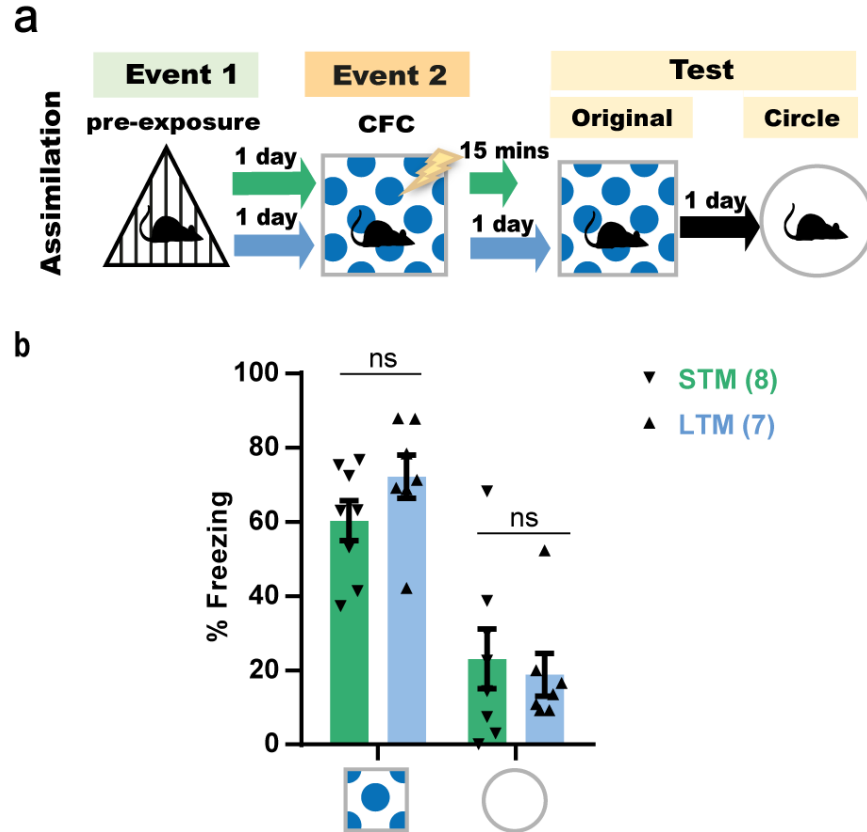 a
Assimilation
Event 1
Event 2
Test
pre-exposure
CFC
Original
Circle
1 day
1 day
15 mins
1 day
1 day
b
% Freezing
100
80
60
40
20
0
ns
ns
STM (8)
LTM (7)